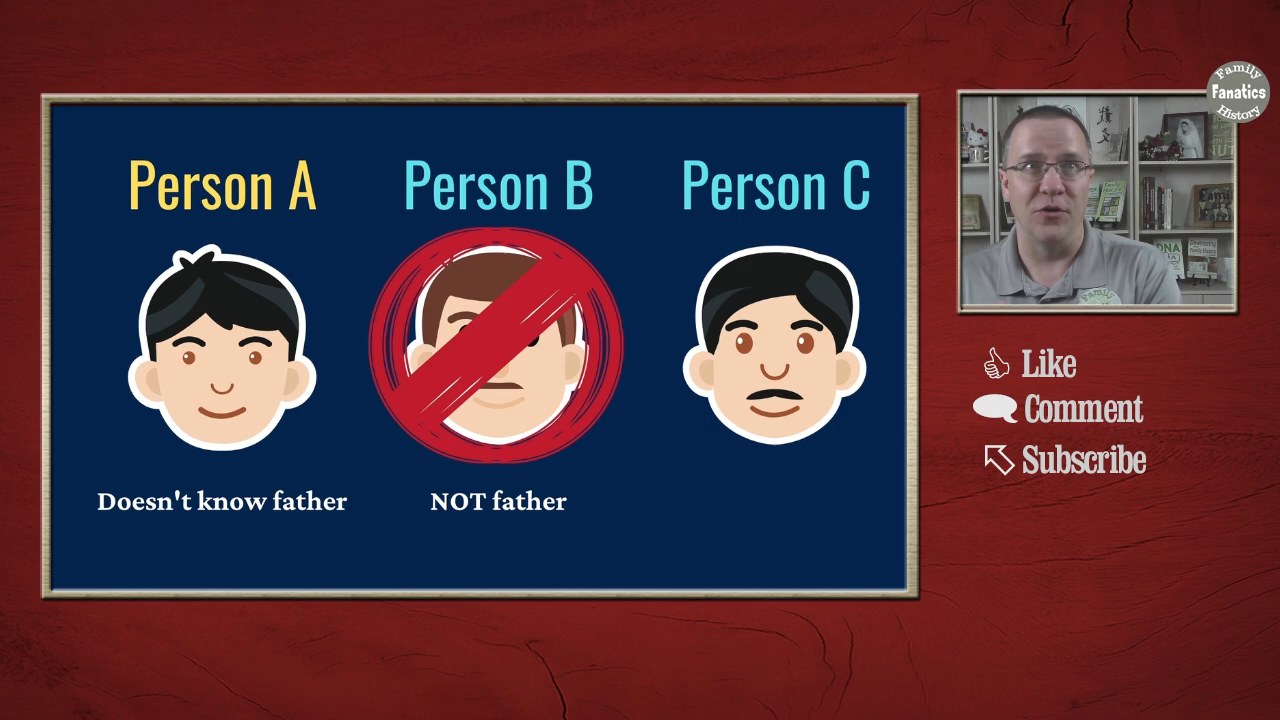 Person A
Person B
Person C
Doesn't know father
NOT father
Family
Fanatics
History
Like
Comment
Subscribe